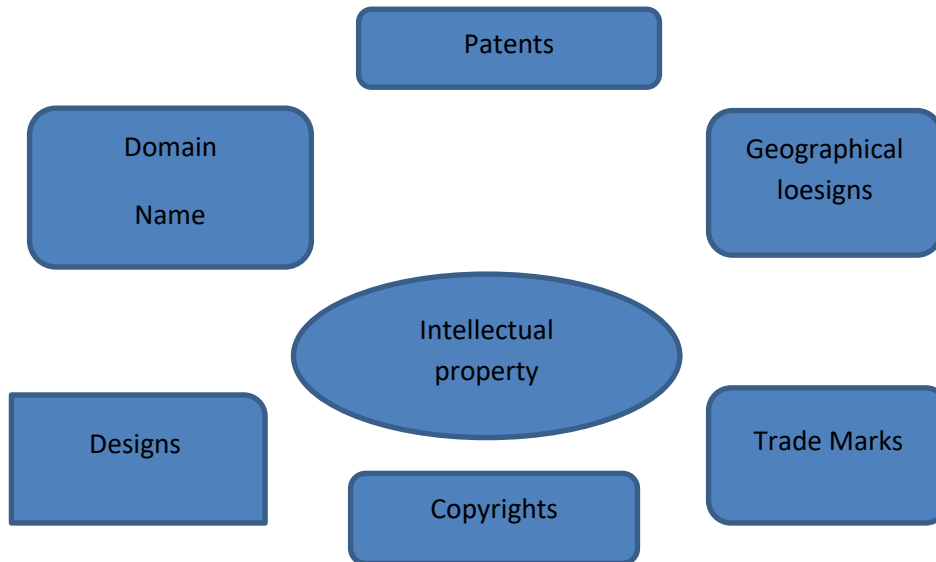 Patents
Domain
Name
Geographical
loesigns
Intellectual
property
Designs
Trade Marks
Copyrights